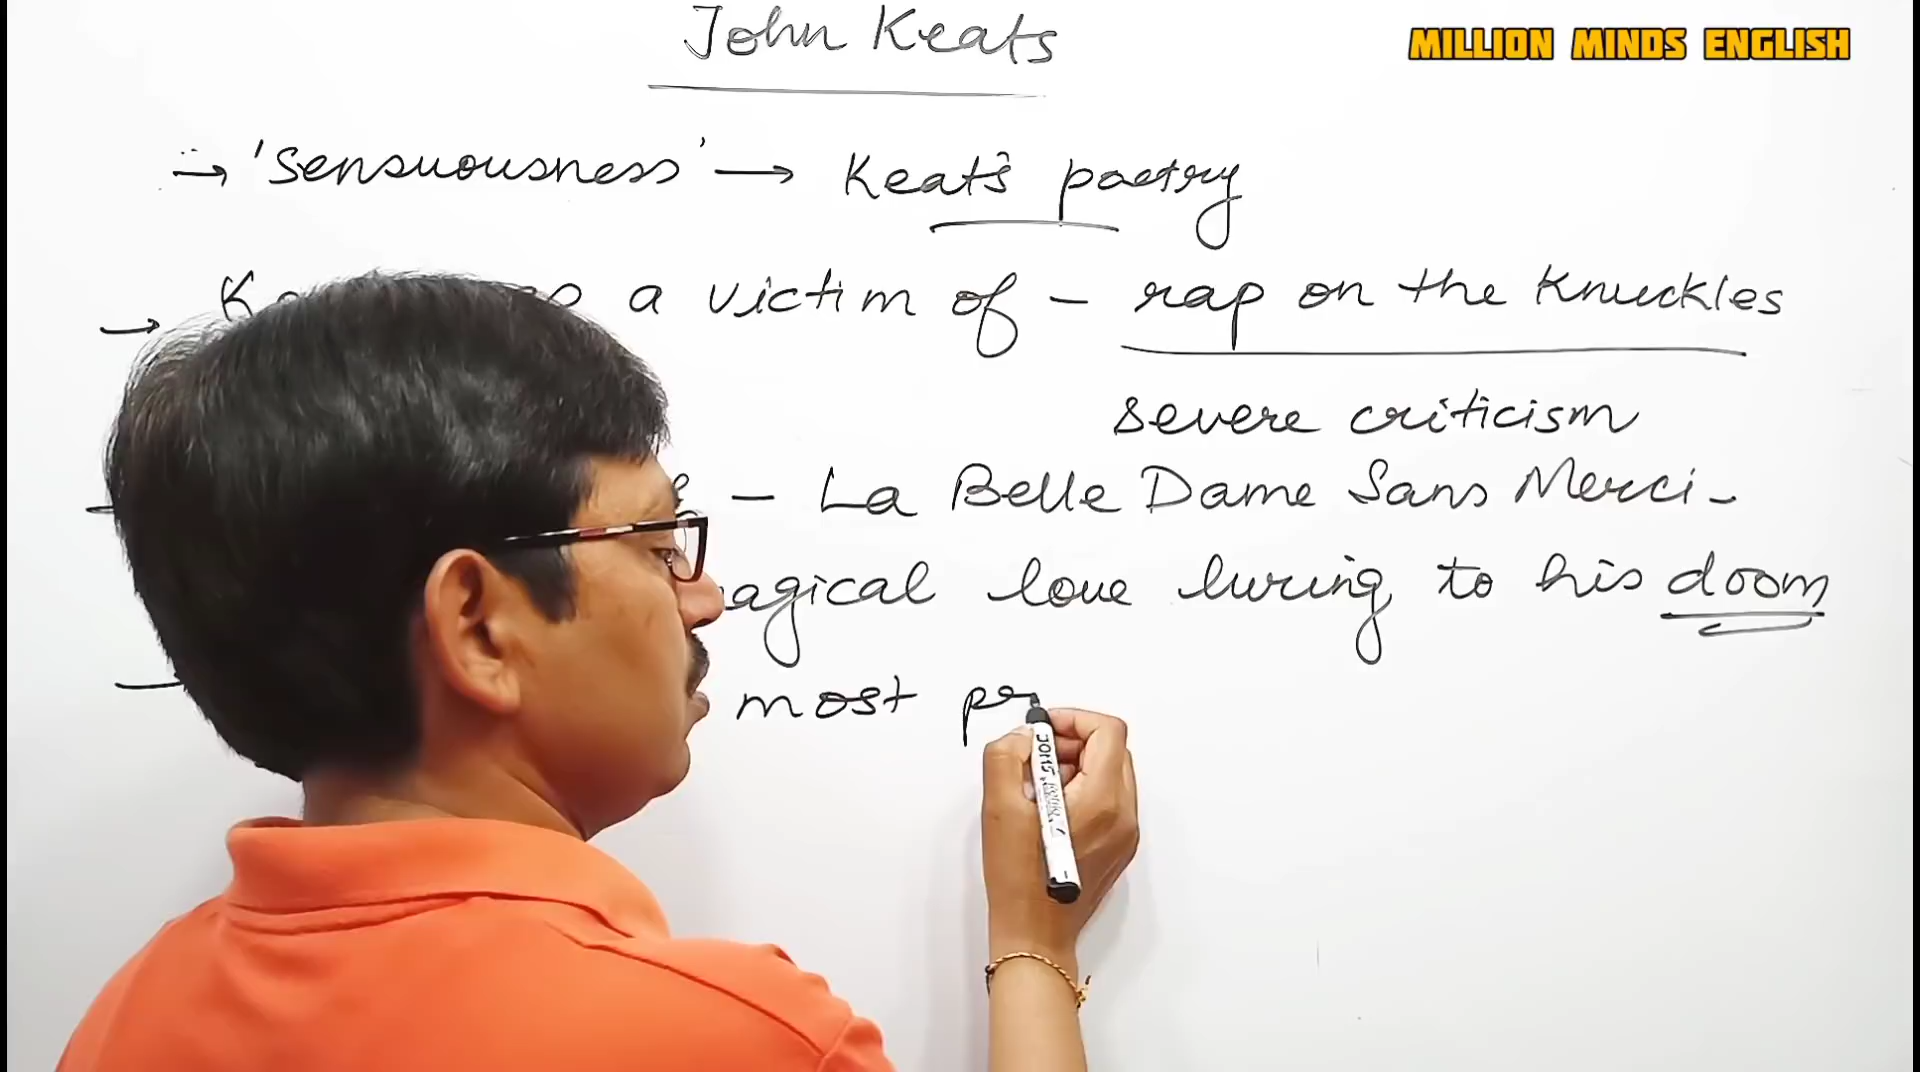 John Keats
MILLION MINDS ENGLISH
→ 'Sensuousness' → Keats poetry
→ a victim of – rap on the Knuckles
severe criticism
– La Belle Dame Sans Merci -
magical love luring to his doom
most